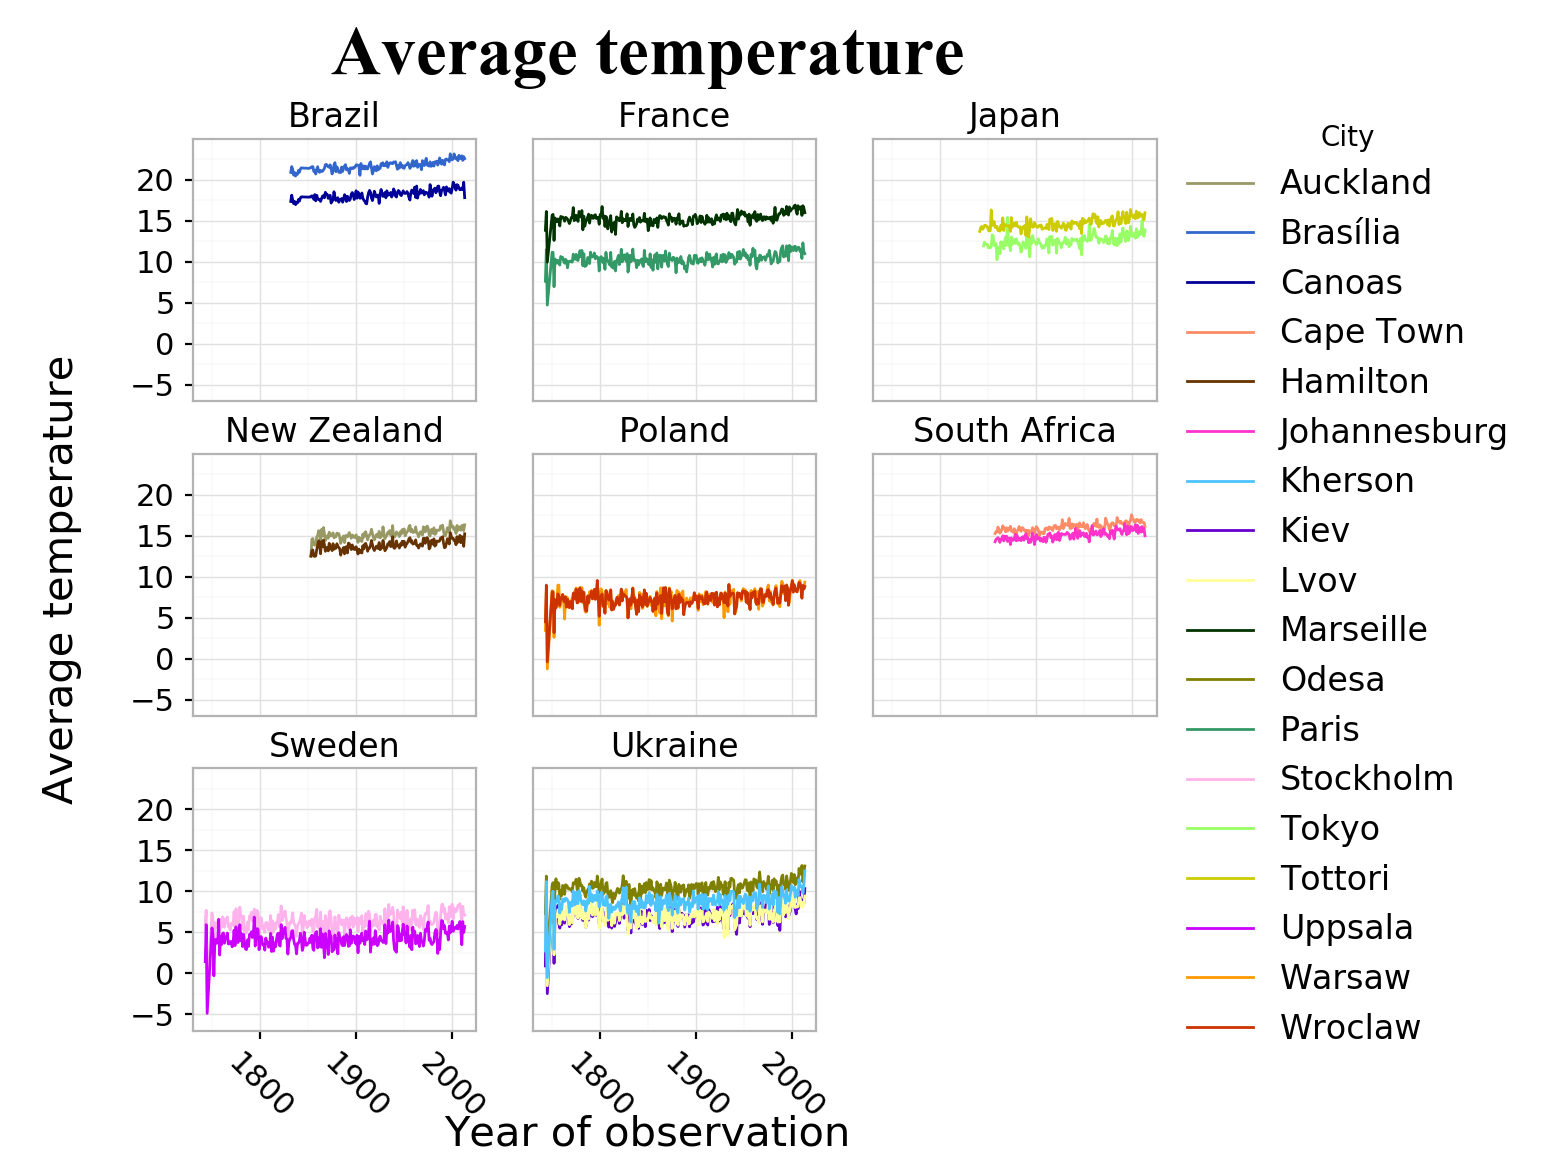 Average temperature
Brazil
France
Japan
20
15
10
5
0
−5
New Zealand
Poland
South Africa
20
15
10
5
0
−5
Sweden
Ukraine
20
15
10
5
0
−5
1800
1900
2000
1800
1900
2000
Year of observation
Average temperature
City
Auckland
Brasília
Canoas
Cape Town
Hamilton
Johannesburg
Kherson
Kiev
Lvov
Marseille
Odesa
Paris
Stockholm
Tokyo
Tottori
Uppsala
Warsaw
Wroclaw